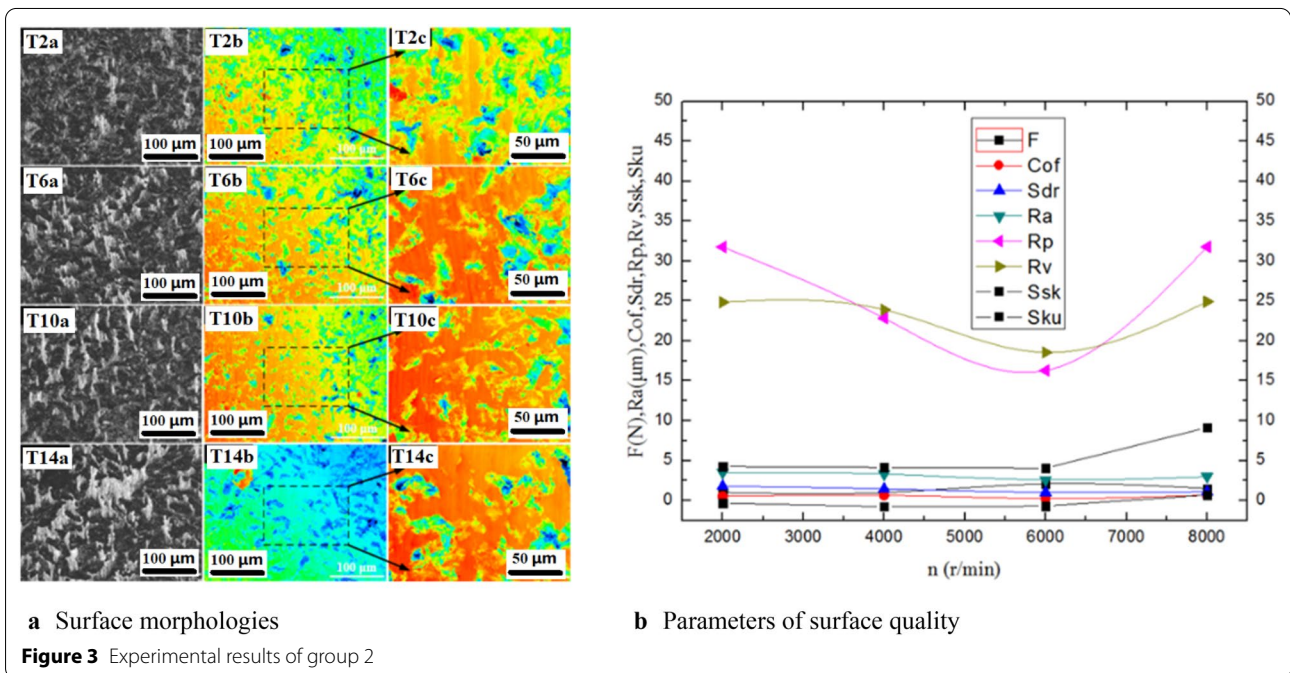 T2a
T2b
T2c
100 µm
100 µm
100 µm
50 µm
T6a
T6b
T6c
100 µm
100 µm
100 µm
50 µm
T10a
T10b
T10c
100 µm
100 µm
100 µm
50 µm
T14a
T14b
T14c
100 µm
100 µm
100 µm
50 µm
a Surface morphologies
F(N),Ra(µm),Cof,Sdr,Rp,Rv,Ssk,Sku
50
45
40
35
30
25
20
15
10
5
0
F
Cof
Sdr
Ra
Rp
Rv
Ssk
Sku
50
45
40
35
30
25
20
15
10
5
0
2000 3000 4000 5000 6000 7000 8000
n (r/min)
b Parameters of surface quality
Figure 3 Experimental results of group 2